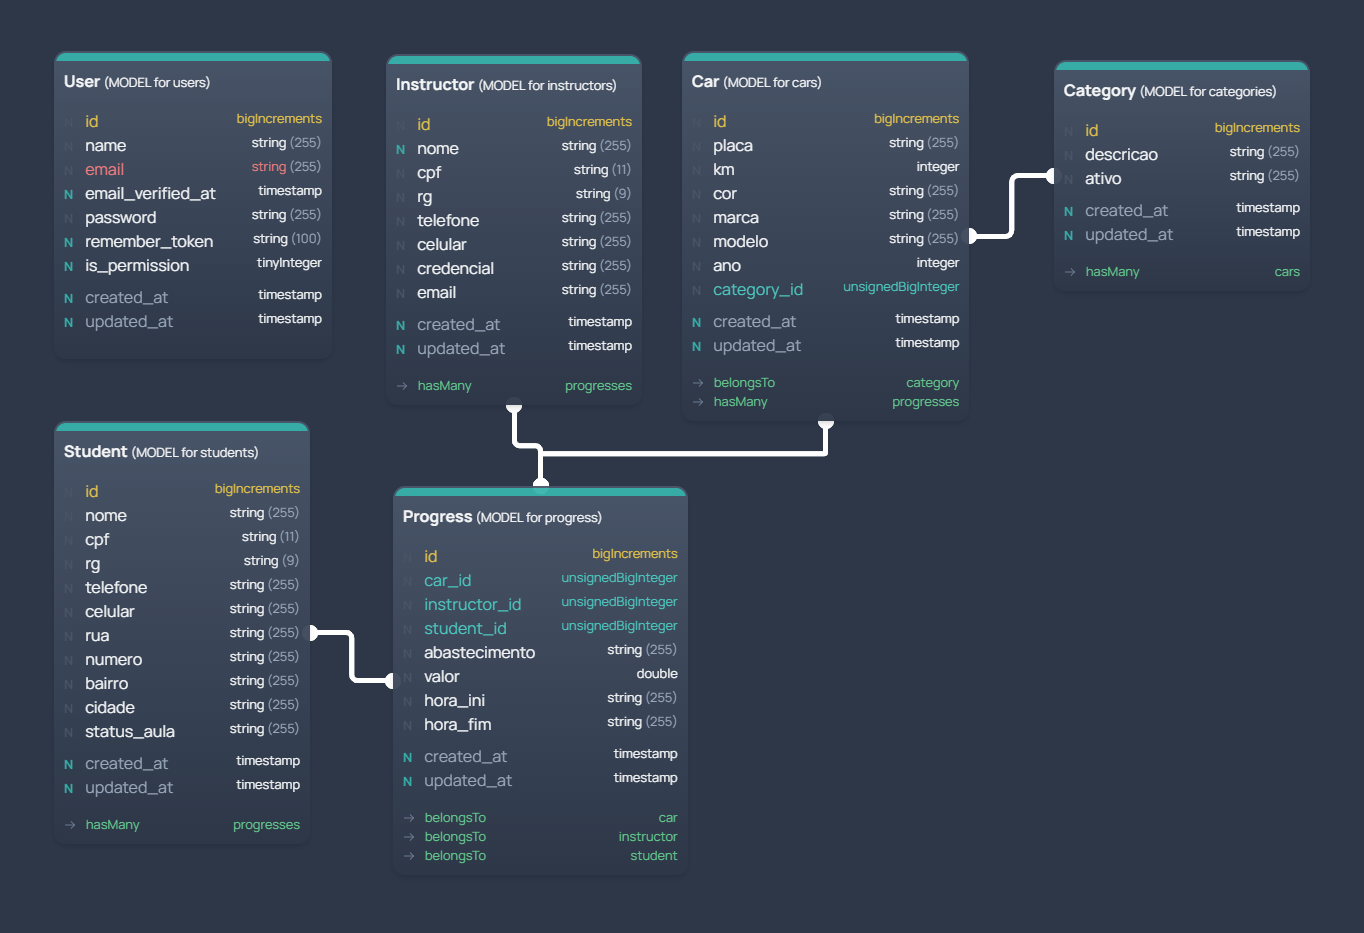 User (MODEL for users)
N id bigIncrements
N name string (255)
N email string (255)
N email_verified_at timestamp
N password string (255)
N remember_token string (100)
N is_permission tinyInteger
N created_at timestamp
N updated_at timestamp
Instructor (MODEL for instructors)
N id bigIncrements
N nome string (255)
N cpf string (11)
N rg string (9)
N telefone string (255)
N celular string (255)
N credencial string (255)
N email string (255)
N created_at timestamp
N updated_at timestamp
→ hasMany progresses
Car (MODEL for cars)
N id bigIncrements
N placa string (255)
N km integer
N cor string (255)
N marca string (255)
N modelo string (255)
N ano integer
N category_id unsignedBigInteger
N created_at timestamp
N updated_at timestamp
→ belongsTo category
→ hasMany progresses
Category (MODEL for categories)
N id bigIncrements
N descricao string (255)
N ativo string (255)
N created_at timestamp
N updated_at timestamp
→ hasMany cars
Student (MODEL for students)
N id bigIncrements
N nome string (255)
N cpf string (11)
N rg string (9)
N telefone string (255)
N celular string (255)
N rua string (255)
N numero string (255)
N bairro string (255)
N cidade string (255)
N status_aula string (255)
N created_at timestamp
N updated_at timestamp
→ hasMany progresses
Progress (MODEL for progress)
N id bigIncrements
N car_id unsignedBigInteger
N instructor_id unsignedBigInteger
N student_id unsignedBigInteger
N abastecimento string (255)
N valor double
N hora_ini string (255)
N hora_fim string (255)
N created_at timestamp
N updated_at timestamp
→ belongsTo car
→ belongsTo instructor
→ belongsTo student